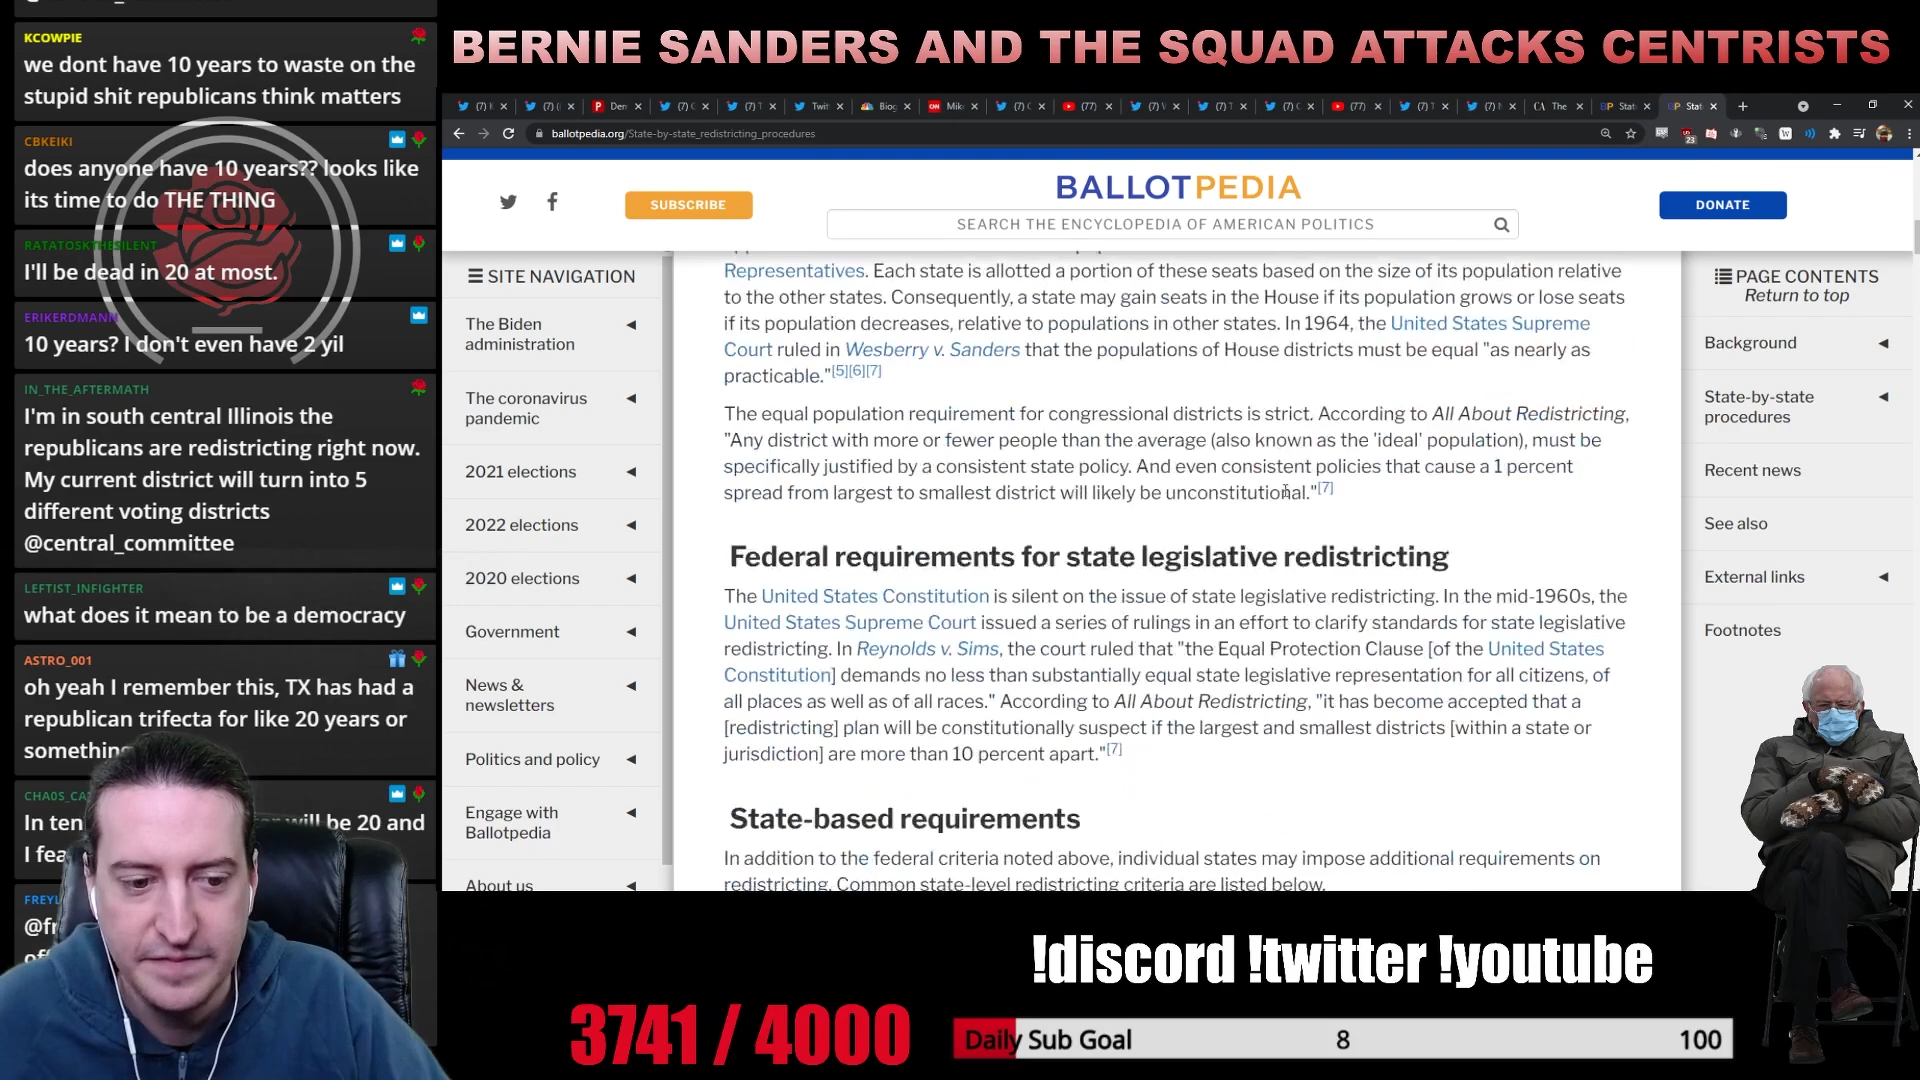 KCOWPIE
we dont have 10 years to waste on the
stupid shit republicans think matters
CBKEIKI
does anyone have 10 years?? looks like
its time to do THE THING
RATATOSKTHESILENT
I'll be dead in 20 at most.
ERIKERDMANN
10 years? I don't even have 2 yil
IN_THE_AFTERMATH
I'm in south central Illinois the
republicans are redistricting right now.
My current district will turn into 5
different voting districts
@central_committee
LEFTIST_INFIGHTER
what does it mean to be a democracy
ASTRO_001
oh yeah I remember this, TX has had a
republican trifecta for like 20 years or
something
In ten
will be 20 and
I fea
BERNIE SANDERS AND THE SQUAD ATTACKS CENTRISTS
ballotpedia.org/State-by-state_redistricting_procedures
SUBSCRIBE
BALLOTPEDIA
SEARCH THE ENCYCLOPEDIA OF AMERICAN POLITICS
DONATE
SITE NAVIGATION
The Biden
administration
The coronavirus
pandemic
2021 elections
2022 elections
2020 elections
Government
News &
newsletters
Politics and policy
Engage with
Ballotpedia
About us
Representatives. Each state is allotted a portion of these seats based on the size of its population relative
to the other states. Consequently, a state may gain seats in the House if its population grows or lose seats
if its population decreases, relative to populations in other states. In 1964, the United States Supreme
Court ruled in Wesberry v. Sanders that the populations of House districts must be equal "as nearly as
practicable."[5][6][7]
The equal population requirement for congressional districts is strict. According to All About Redistricting,
"Any district with more or fewer people than the average (also known as the 'ideal' population), must be
specifically justified by a consistent state policy. And even consistent policies that cause a 1 percent
spread from largest to smallest district will likely be unconstitutional."[7]
Federal requirements for state legislative redistricting
The United States Constitution is silent on the issue of state legislative redistricting. In the mid-1960s, the
United States Supreme Court issued a series of rulings in an effort to clarify standards for state legislative
redistricting. In Reynolds v. Sims, the court ruled that "the Equal Protection Clause [of the United States
Constitution] demands no less than substantially equal state legislative representation for all citizens, of
all places as well as of all races." According to All About Redistricting, "it has become accepted that a
[redistricting] plan will be constitutionally suspect if the largest and smallest districts [within a state or
jurisdiction] are more than 10 percent apart."[7]
State-based requirements
In addition to the federal criteria noted above, individual states may impose additional requirements on
redistricting. Common state-level redistricting criteria are listed below.
PAGE CONTENTS
Return to top
Background
State-by-state
procedures
Recent news
See also
External links
Footnotes
!discord !twitter !youtube
3741 / 4000
Daily Sub Goal 8 100